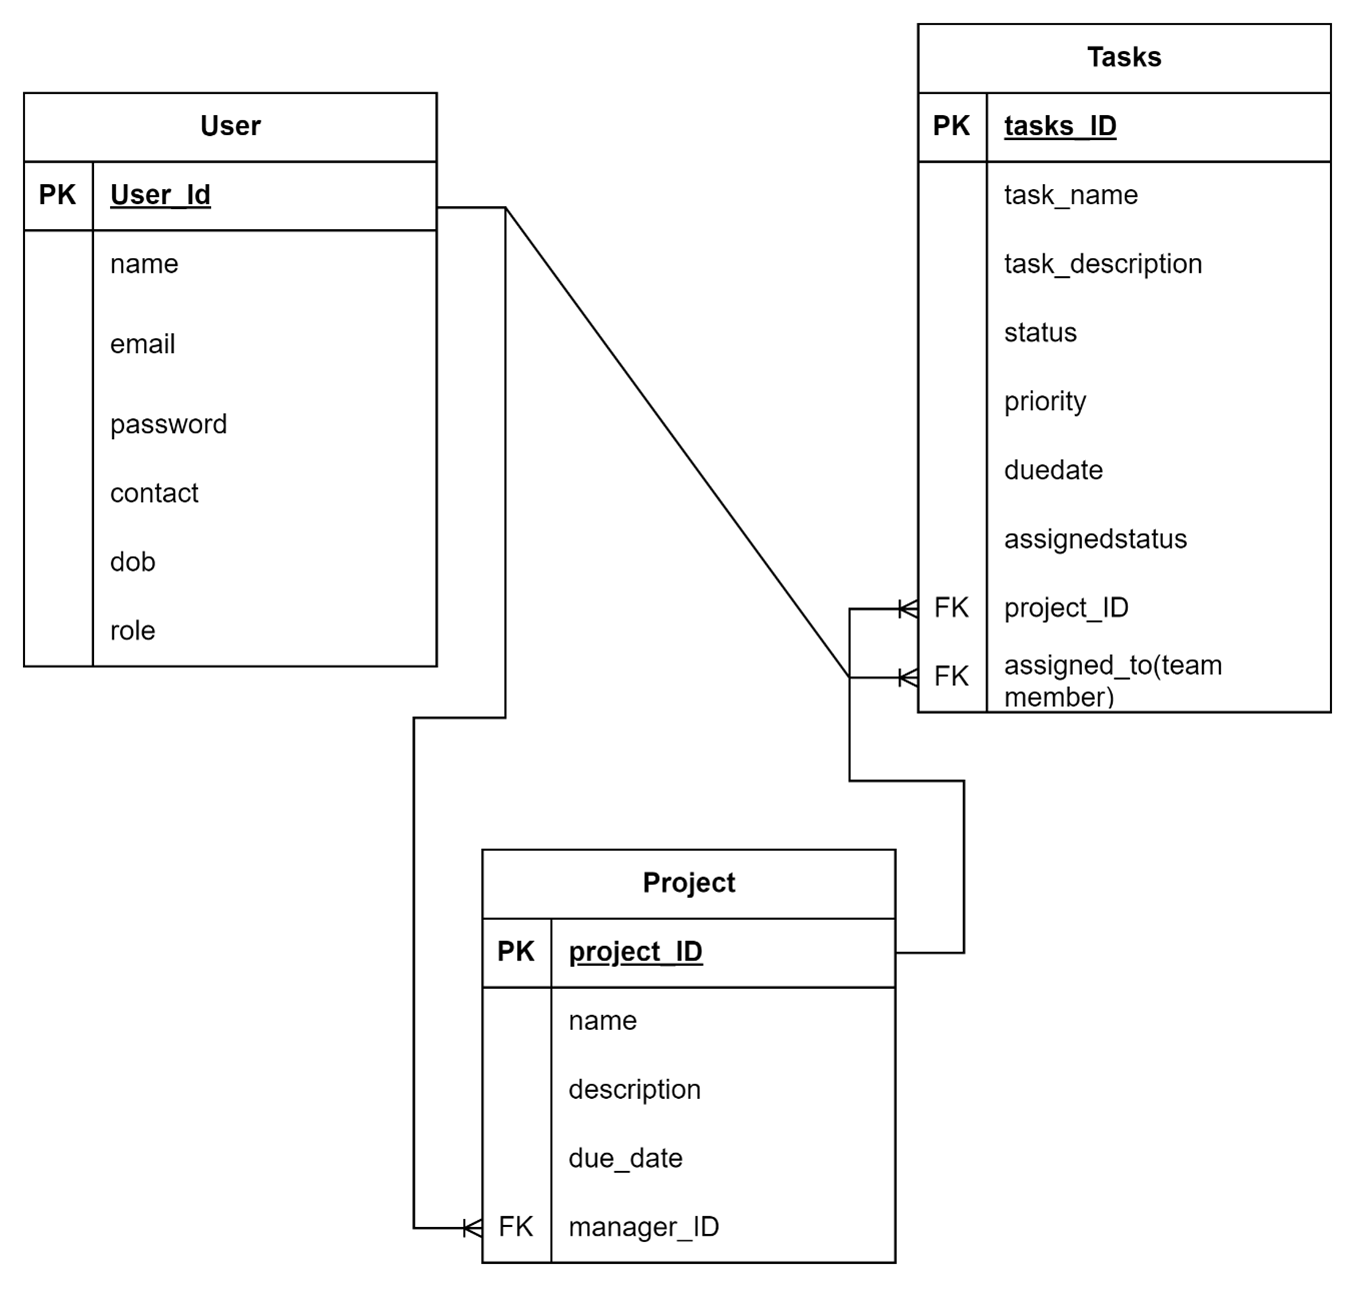 User
PK User_Id
name
email
password
contact
dob
role
Tasks
PK tasks_ID
task_name
task_description
status
priority
duedate
assignedstatus
FK project_ID
FK assigned_to(team
member)
Project
PK project_ID
name
description
due_date
FK manager_ID